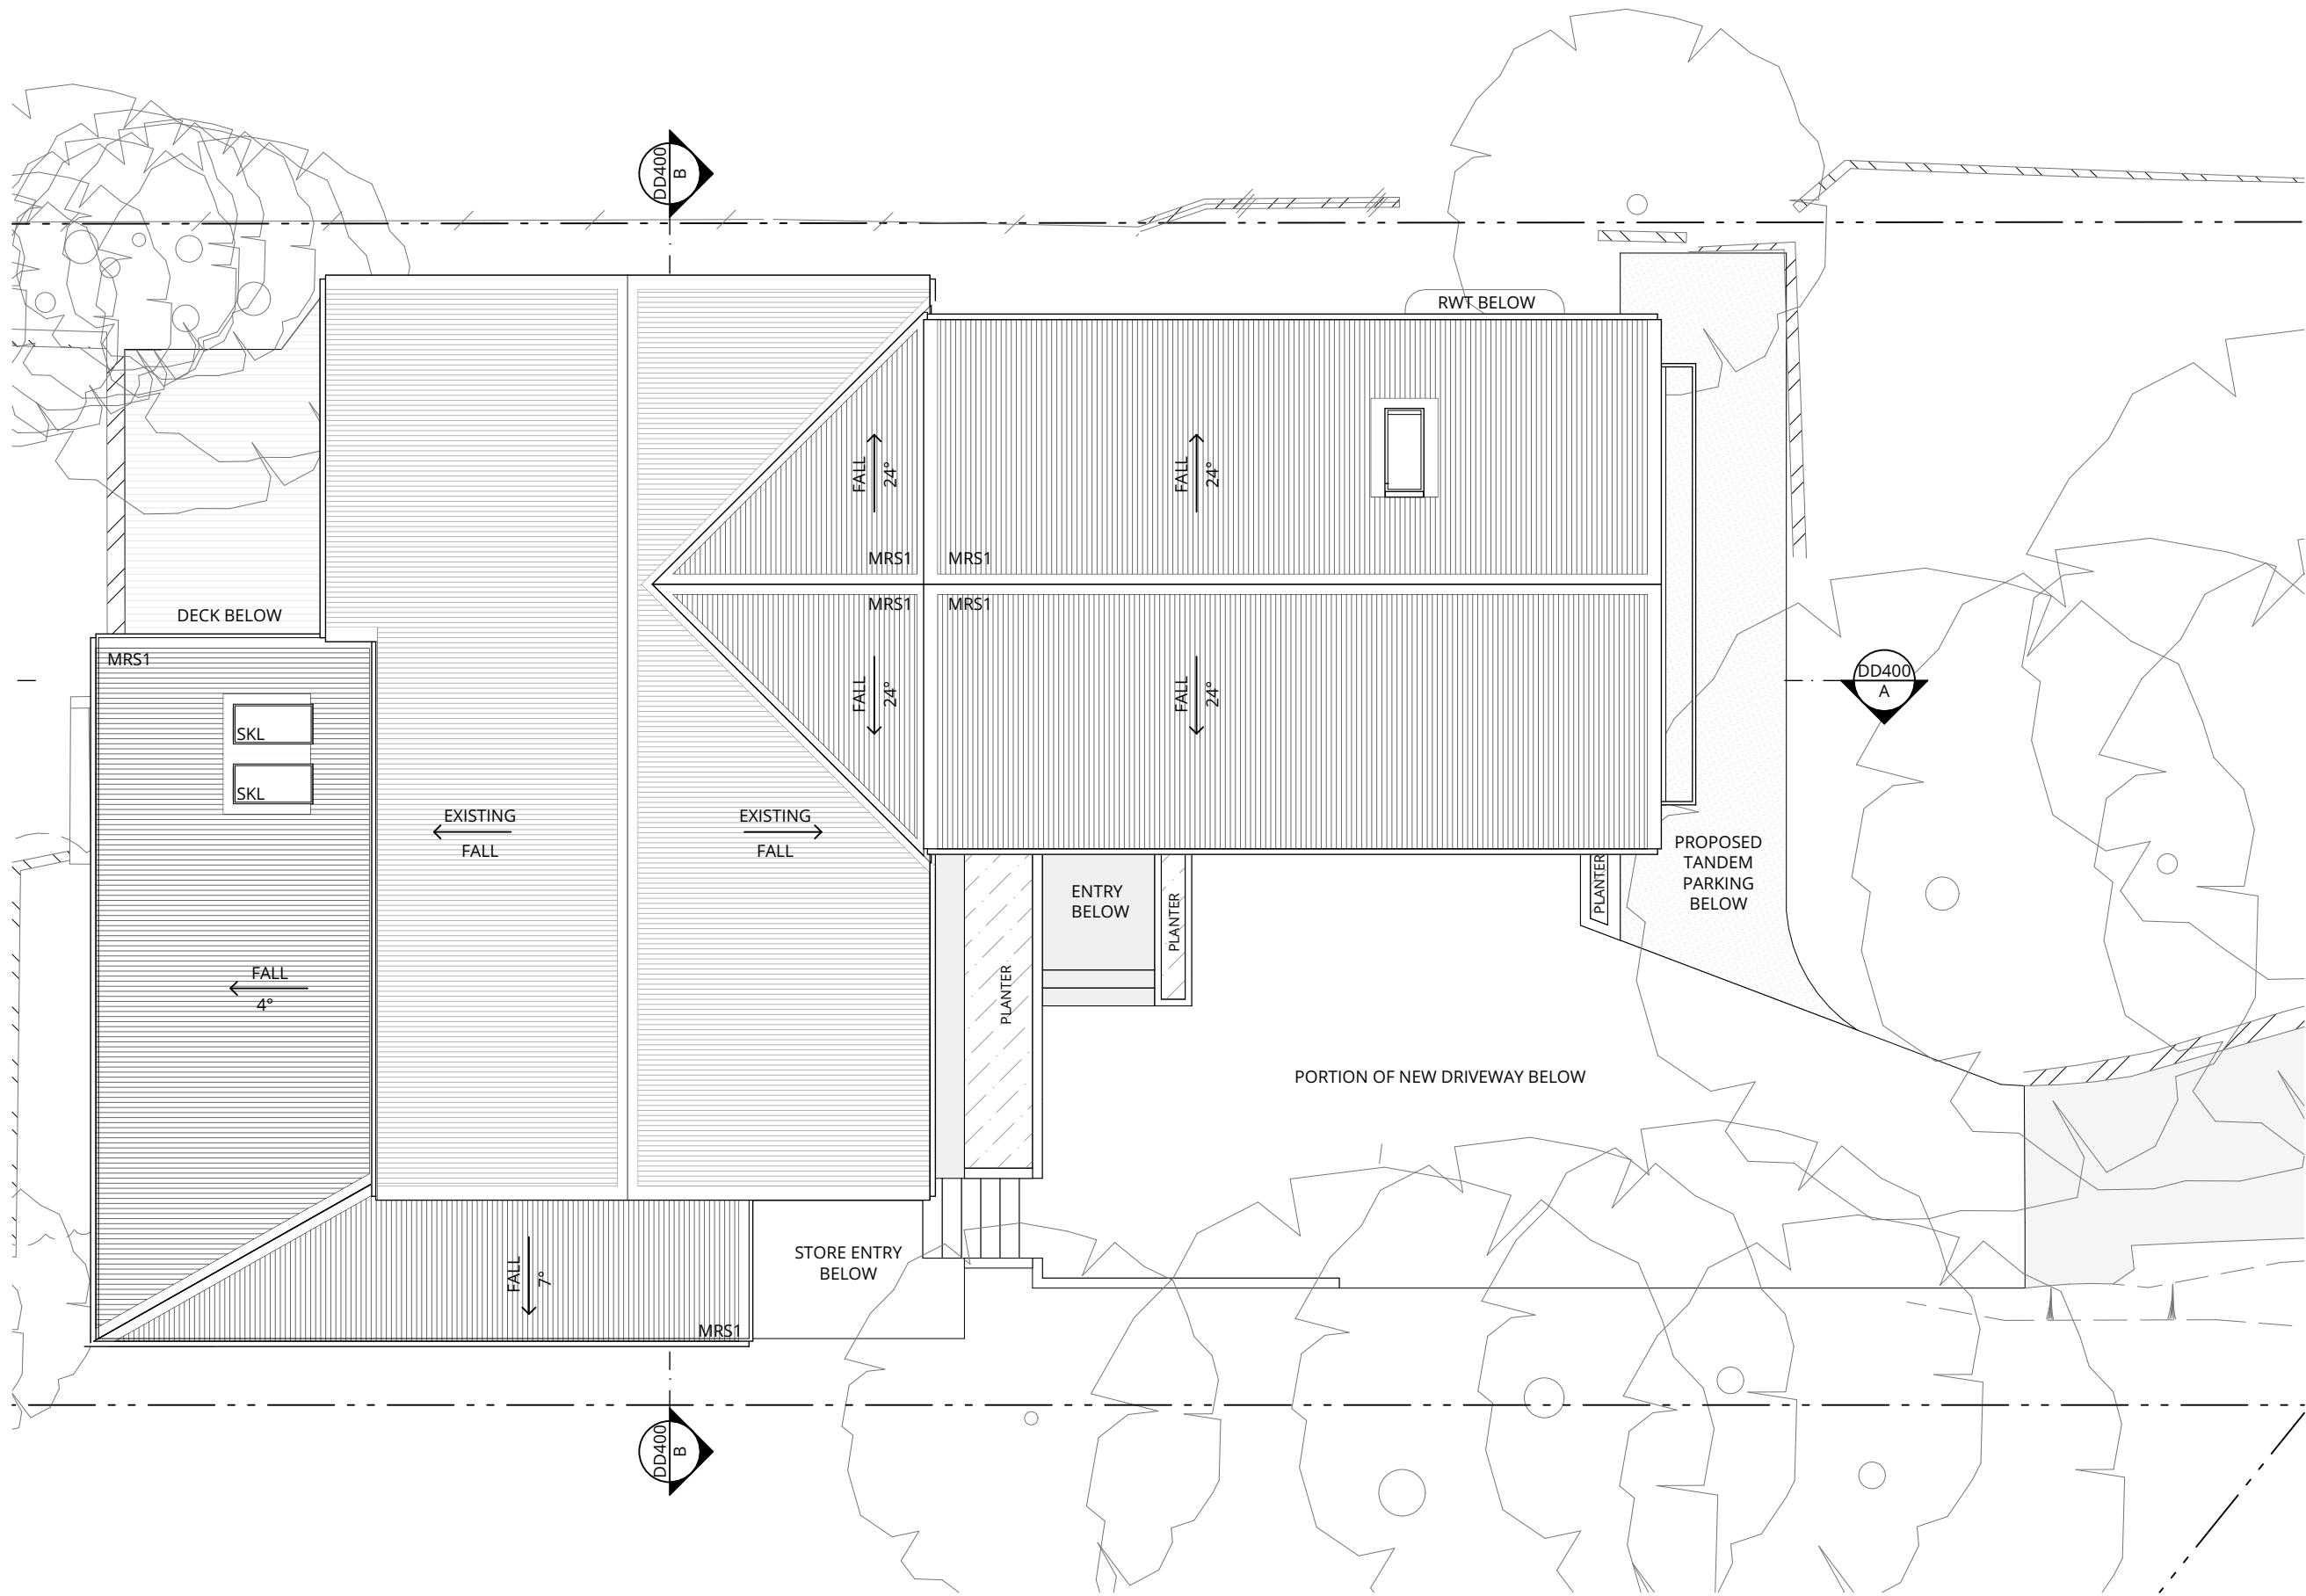 DD400
B
RWT BELOW
FALL
24°
FALL
24°
MRS1
MRS1
MRS1
MRS1
DECK BELOW
MRS1
FALL
24°
FALL
24°
DD400
A
SKL
SKL
EXISTING
FALL
EXISTING
FALL
PROPOSED
TANDEM
PARKING
BELOW
ENTRY
BELOW
PLANTER
PLANTER
PLANTER
FALL
4°
PORTION OF NEW DRIVEWAY BELOW
STORE ENTRY
BELOW
FALL
7°
MRS1
DD400
B